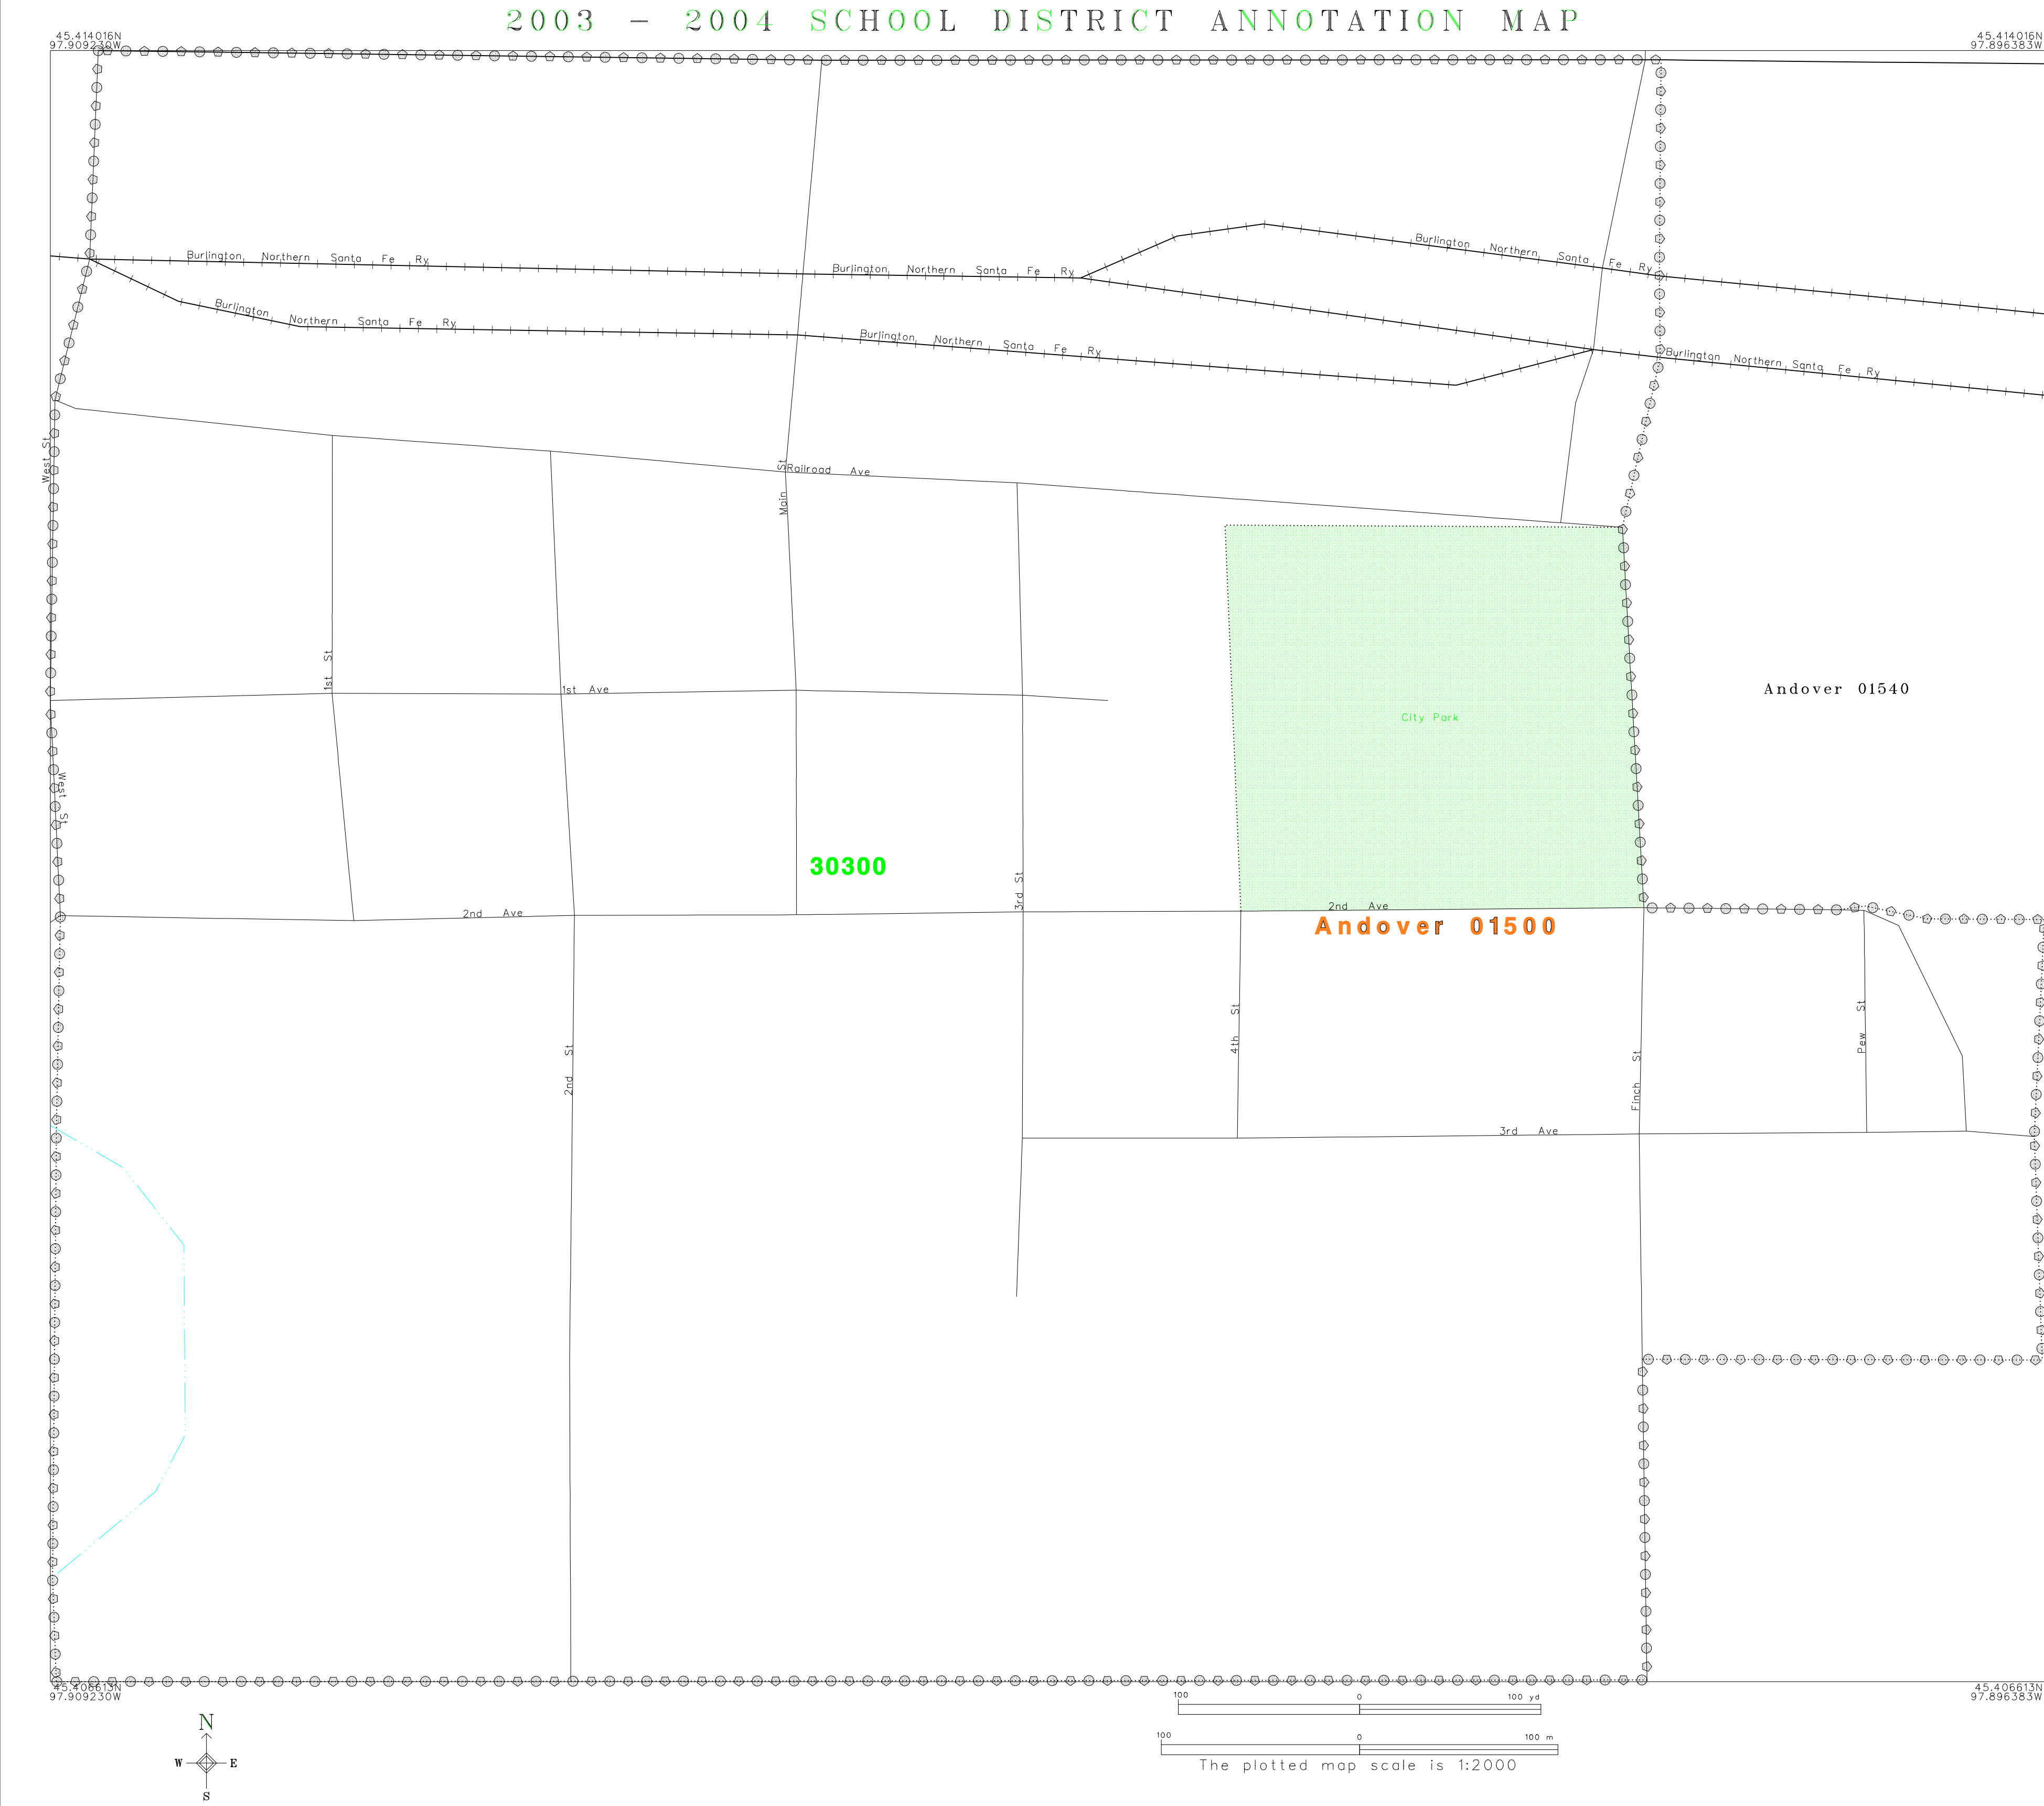 2003 - 2004 SCHOOL DISTRICT ANNOTATION MAP
45.414016N
97.909230W
45.414016N
97.896383W
Burlington Northern Santa Fe Ry
Burlington Northern Santa Fe Ry
Burlington Northern Santa Fe Ry
Burlington Northern Santa Fe Ry
Burlington Northern Santa Fe Ry
Burlington Northern Santa Fe Ry
West St
Main St
Railroad Ave
1st St
1st Ave
Andover 01540
City Park
West St
30300
3rd St
2nd Ave
2nd Ave
Andover 01500
4th St
Pew St
2nd St
Finch St
3rd Ave
45.406613N
97.909230W
45.406613N
97.896383W
100 0 100 yd
100 0 100 m
The plotted map scale is 1:2000
N
W E
S